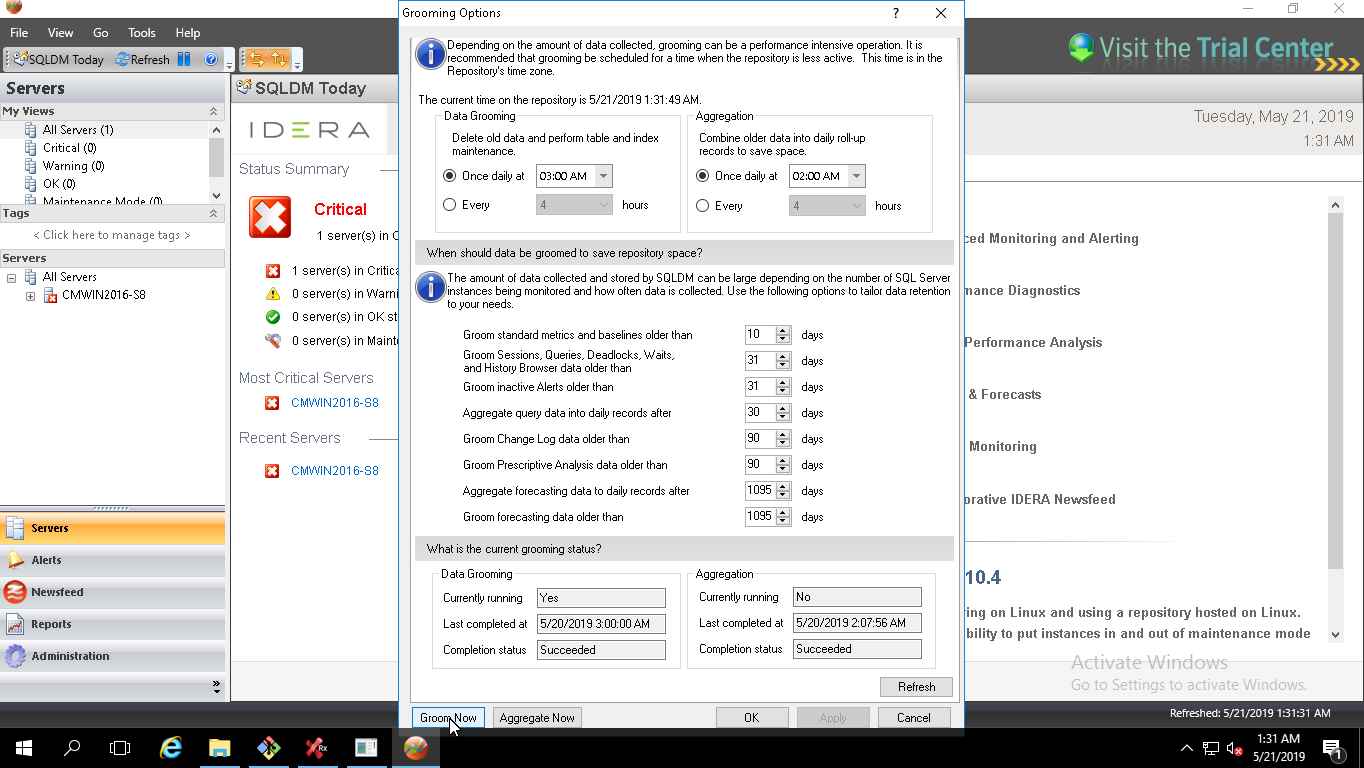 File
View
Go
Tools
Help
SQLDM Today
Refresh
Visit the Trial Center
Servers
My Views
All Servers (1)
Critical (0)
Warning (0)
OK (0)
Maintenance Mode (0)
Tags
< Click here to manage tags >
Servers
All Servers
CMWIN2016-S8
Servers
Alerts
Newsfeed
Reports
Administration
SQLDM Today
IDERA
Status Summary
Critical
1 server(s) in C
1 server(s) in Critica
0 server(s) in Warni
0 server(s) in OK st
0 server(s) in Maint
Most Critical Servers
CMWIN2016-S8
Recent Servers
CMWIN2016-S8
Grooming Options
?
Depending on the amount of data collected, grooming can be a performance intensive operation. It is
recommended that grooming be scheduled for a time when the repository is less active. This time is in the
Repository's time zone.
The current time on the repository is 5/21/2019 1:31:49 AM.
Data Grooming
Delete old data and perform table and index
maintenance.
Once daily at 03:00 AM
Every 4 hours
Aggregation
Combine older data into daily roll-up
records to save space.
Once daily at 02:00 AM
Every 4 hours
When should data be groomed to save repository space?
The amount of data collected and stored by SQLDM can be large depending on the number of SQL Server
instances being monitored and how often data is collected. Use the following options to tailor data retention
to your needs.
Groom standard metrics and baselines older than 10 days
Groom Sessions, Queries, Deadlocks, Waits,
and History Browser data older than 31 days
Groom inactive Alerts older than 31 days
Aggregate query data into daily records after 30 days
Groom Change Log data older than 90 days
Groom Prescriptive Analysis data older than 90 days
Aggregate forecasting data to daily records after 1095 days
Groom forecasting data older than 1095 days
What is the current grooming status?
Data Grooming
Currently running Yes
Last completed at 5/20/2019 3:00:00 AM
Completion status Succeeded
Aggregation
Currently running No
Last completed at 5/20/2019 2:07:56 AM
Completion status Succeeded
Refresh
Groom Now
Aggregate Now
OK
Apply
Cancel
Tuesday, May 21, 2019
1:31 AM
ced Monitoring and Alerting
mance Diagnostics
Performance Analysis
& Forecasts
Monitoring
orative IDERA Newsfeed
10.4
ring on Linux and using a repository hosted on Linux.
bility to put instances in and out of maintenance mode
Activate Windows
Go to Settings to activate Windows.
Refreshed: 5/21/2019 1:31:31 AM
Rx
1:31 AM
5/21/2019
1